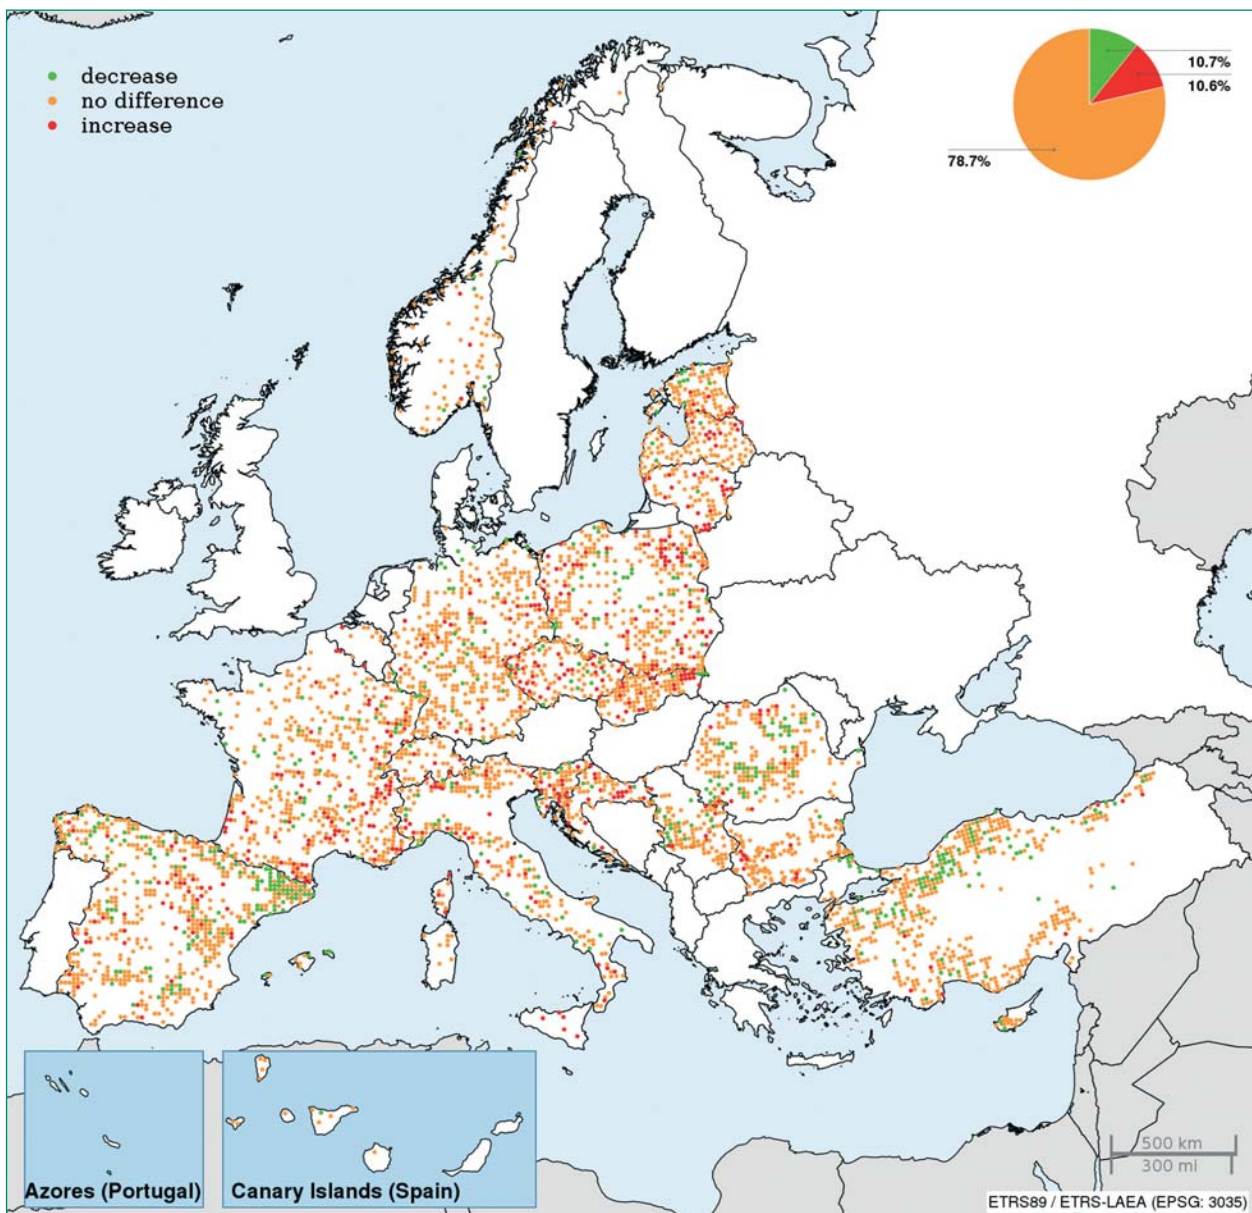 decrease
no difference
increase
10.7%
10.6%
78.7%
Azores (Portugal)
Canary Islands (Spain)
500 km
300 mi
ETRS89 / ETRS-LAEA (EPSG: 3035)